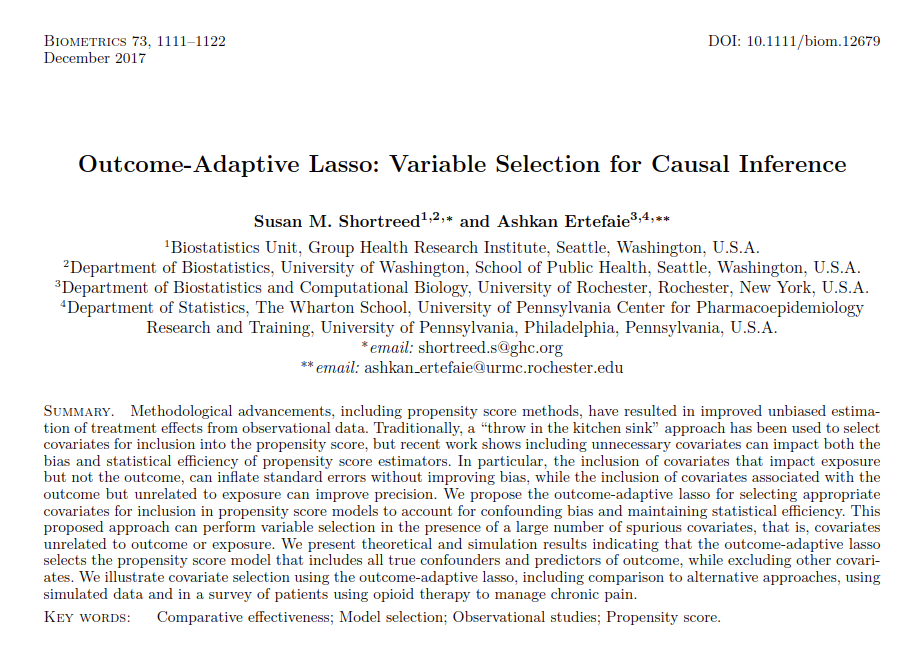 BIOMETRICS 73, 1111–1122
DOI: 10.1111/biom.12679
December 2017
Outcome-Adaptive Lasso: Variable Selection for Causal Inference
Susan M. Shortreed1,2,* and Ashkan Ertefaie3,4,**
1Biostatistics Unit, Group Health Research Institute, Seattle, Washington, U.S.A.
2Department of Biostatistics, University of Washington, School of Public Health, Seattle, Washington, U.S.A.
3Department of Biostatistics and Computational Biology, University of Rochester, Rochester, New York, U.S.A.
4Department of Statistics, The Wharton School, University of Pennsylvania Center for Pharmacoepidemiology
Research and Training, University of Pennsylvania, Philadelphia, Pennsylvania, U.S.A.
*email: shortreed.s@ghc.org
**email: ashkan_ertefaie@urmc.rochester.edu
SUMMARY. Methodological advancements, including propensity score methods, have resulted in improved unbiased estima-
tion of treatment effects from observational data. Traditionally, a “throw in the kitchen sink” approach has been used to select
covariates for inclusion into the propensity score, but recent work shows including unnecessary covariates can impact both the
bias and statistical efficiency of propensity score estimators. In particular, the inclusion of covariates that impact exposure
but not the outcome, can inflate standard errors without improving bias, while the inclusion of covariates associated with the
outcome but unrelated to exposure can improve precision. We propose the outcome-adaptive lasso for selecting appropriate
covariates for inclusion in propensity score models to account for confounding bias and maintaining statistical efficiency. This
proposed approach can perform variable selection in the presence of a large number of spurious covariates, that is, covariates
unrelated to outcome or exposure. We present theoretical and simulation results indicating that the outcome-adaptive lasso
selects the propensity score model that includes all true confounders and predictors of outcome, while excluding other covari-
ates. We illustrate covariate selection using the outcome-adaptive lasso, including comparison to alternative approaches, using
simulated data and in a survey of patients using opioid therapy to manage chronic pain.
KEY WORDS: Comparative effectiveness; Model selection; Observational studies; Propensity score.